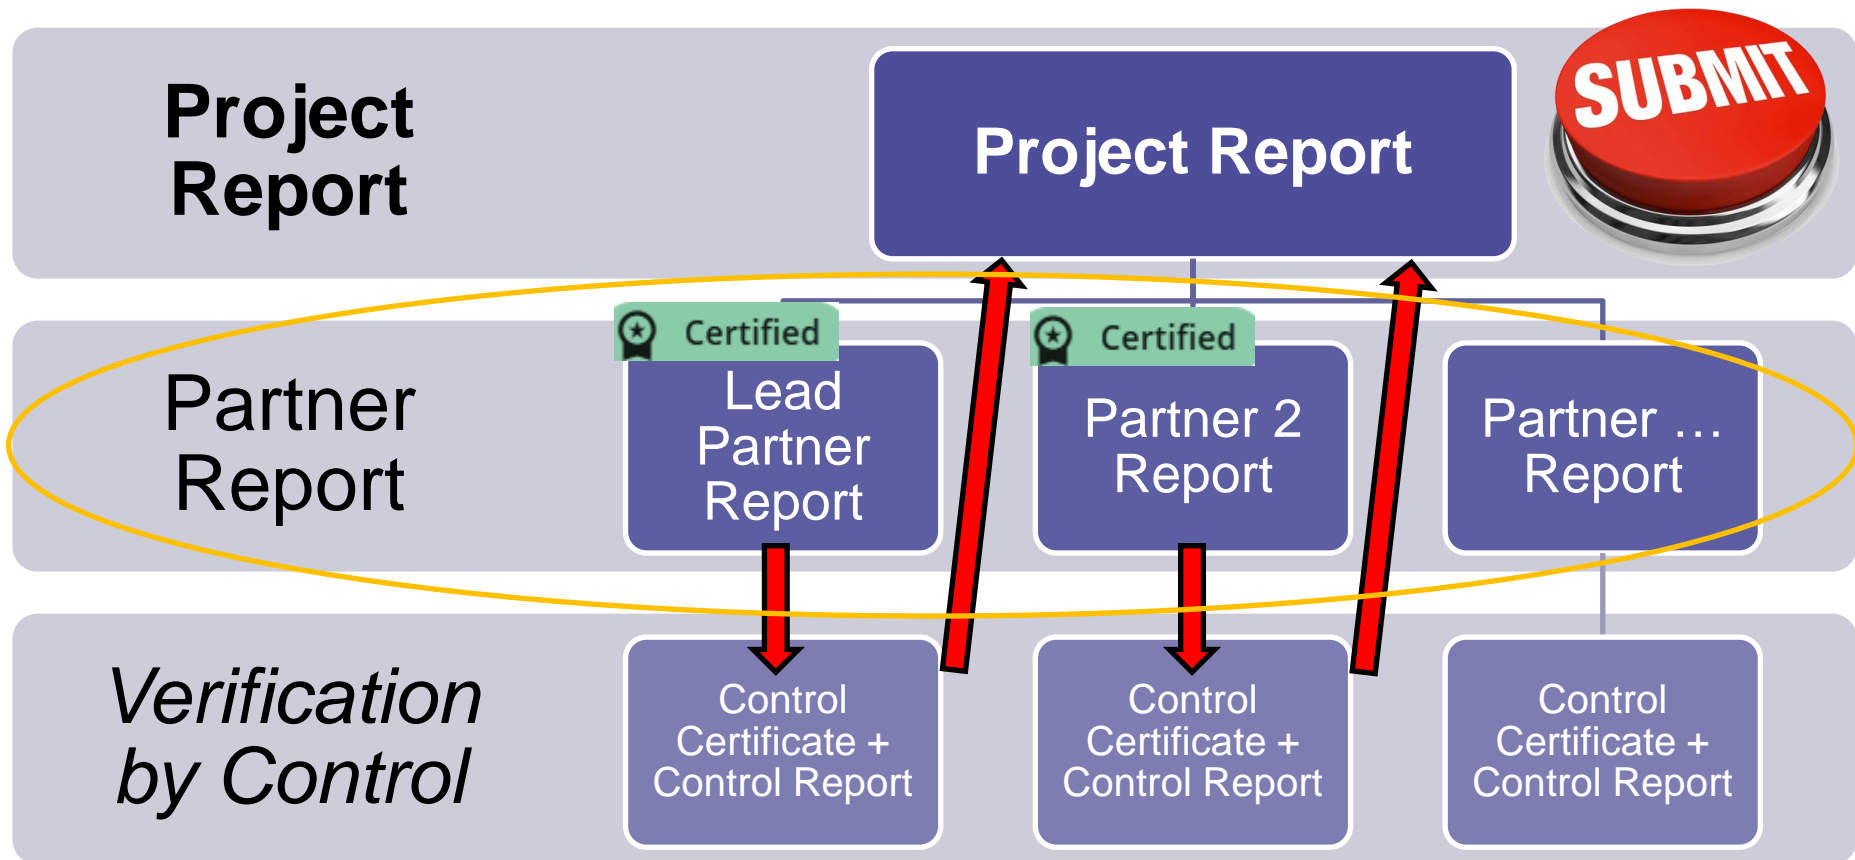 Project
Report
Project Report
SUBMIT
Partner
Report
Certified
Lead
Partner
Report
Certified
Partner 2
Report
Partner …
Report
Verification
by Control
Control
Certificate +
Control Report
Control
Certificate +
Control Report
Control
Certificate +
Control Report